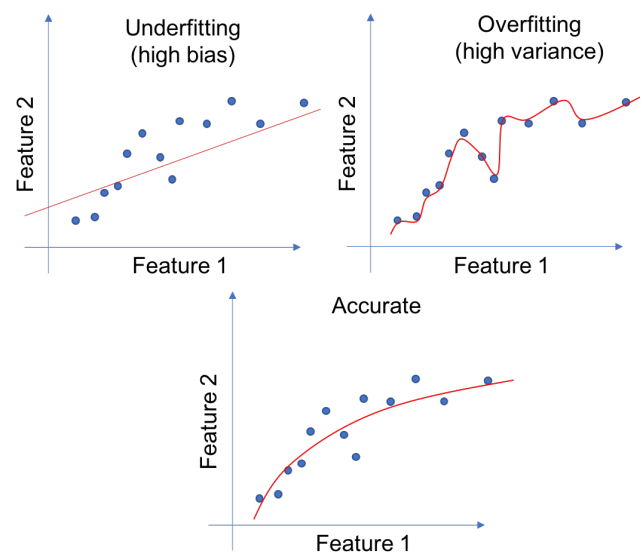 Underfitting
(high bias)
Feature 2
Feature 1
Overfitting
(high variance)
Feature 2
Feature 1
Accurate
Feature 2
Feature 1